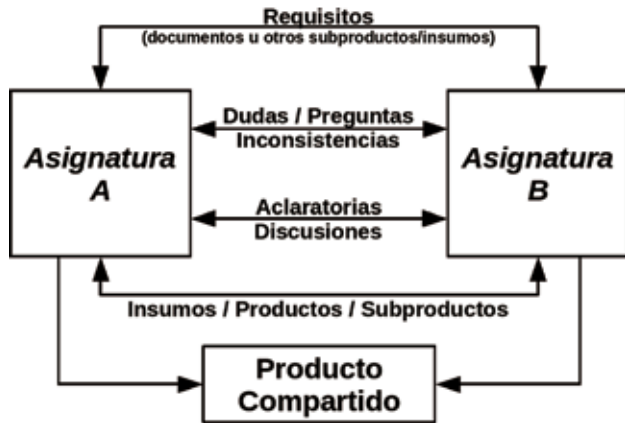 Requisitos
(documentos u otros subproductos/insumos)
Dudas / Preguntas
Inconsistencias
Asignatura
A
Asignatura
B
Aclaratorias
Discusiones
Insumos / Productos / Subproductos
Producto
Compartido